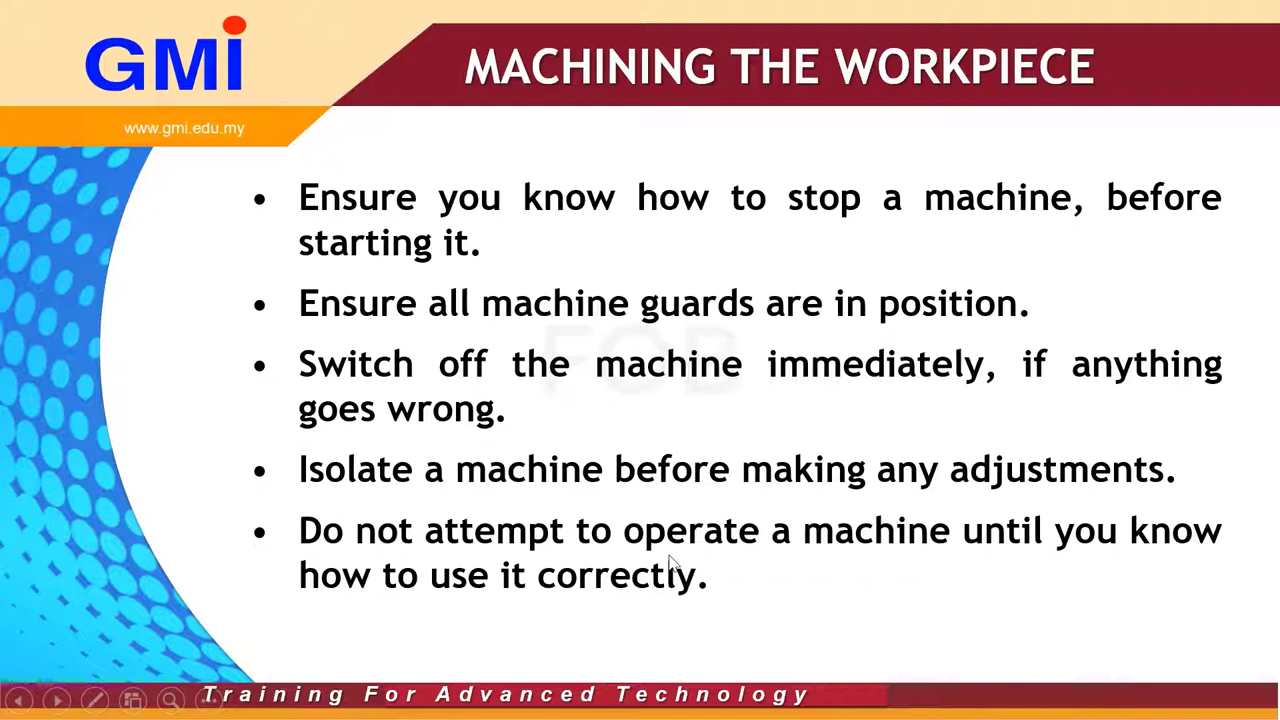 GMi
MACHINING THE WORKPIECE
www.gmi.edu.my
• Ensure you know how to stop a machine, before
starting it.
• Ensure all machine guards are in position.
FOB
• Switch off the machine immediately, if anything
goes wrong.
• Isolate a machine before making any adjustments.
• Do not attempt to operate a machine until you know
how to use it correctly.
Training For Advanced Technology